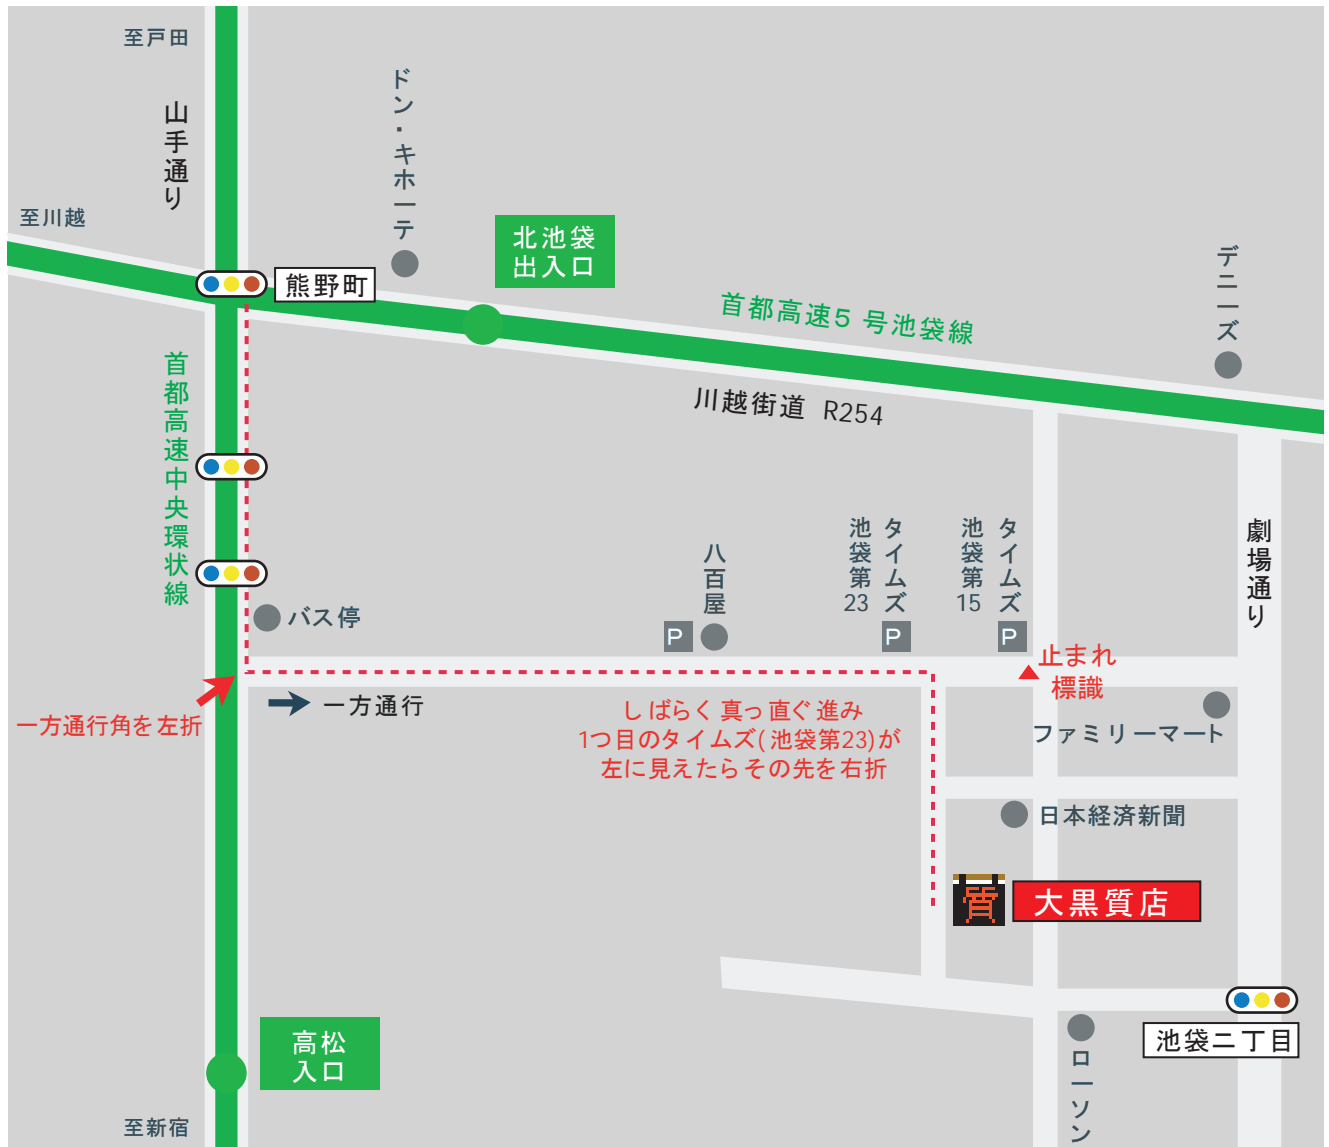 至戸田
山手通り
ドン・キホーテ
至川越
北池袋
出入口
熊野町
デニーズ
首都高速5 号池袋線
首都高速中央環状線
川越街道 R254
劇場通り
八百屋
タイムズ
池袋第23
タイムズ
池袋第15
バス停
P
P
P
止まれ
標識
一方通行角を左折
一方通行
しばらく真っ直ぐ進み
1つ目のタイムズ(池袋第23)が
左に見えたらその先を右折
ファミリーマート
日本経済新聞
質
大黒質店
池袋二丁目
高松
入口
ローソン
至新宿